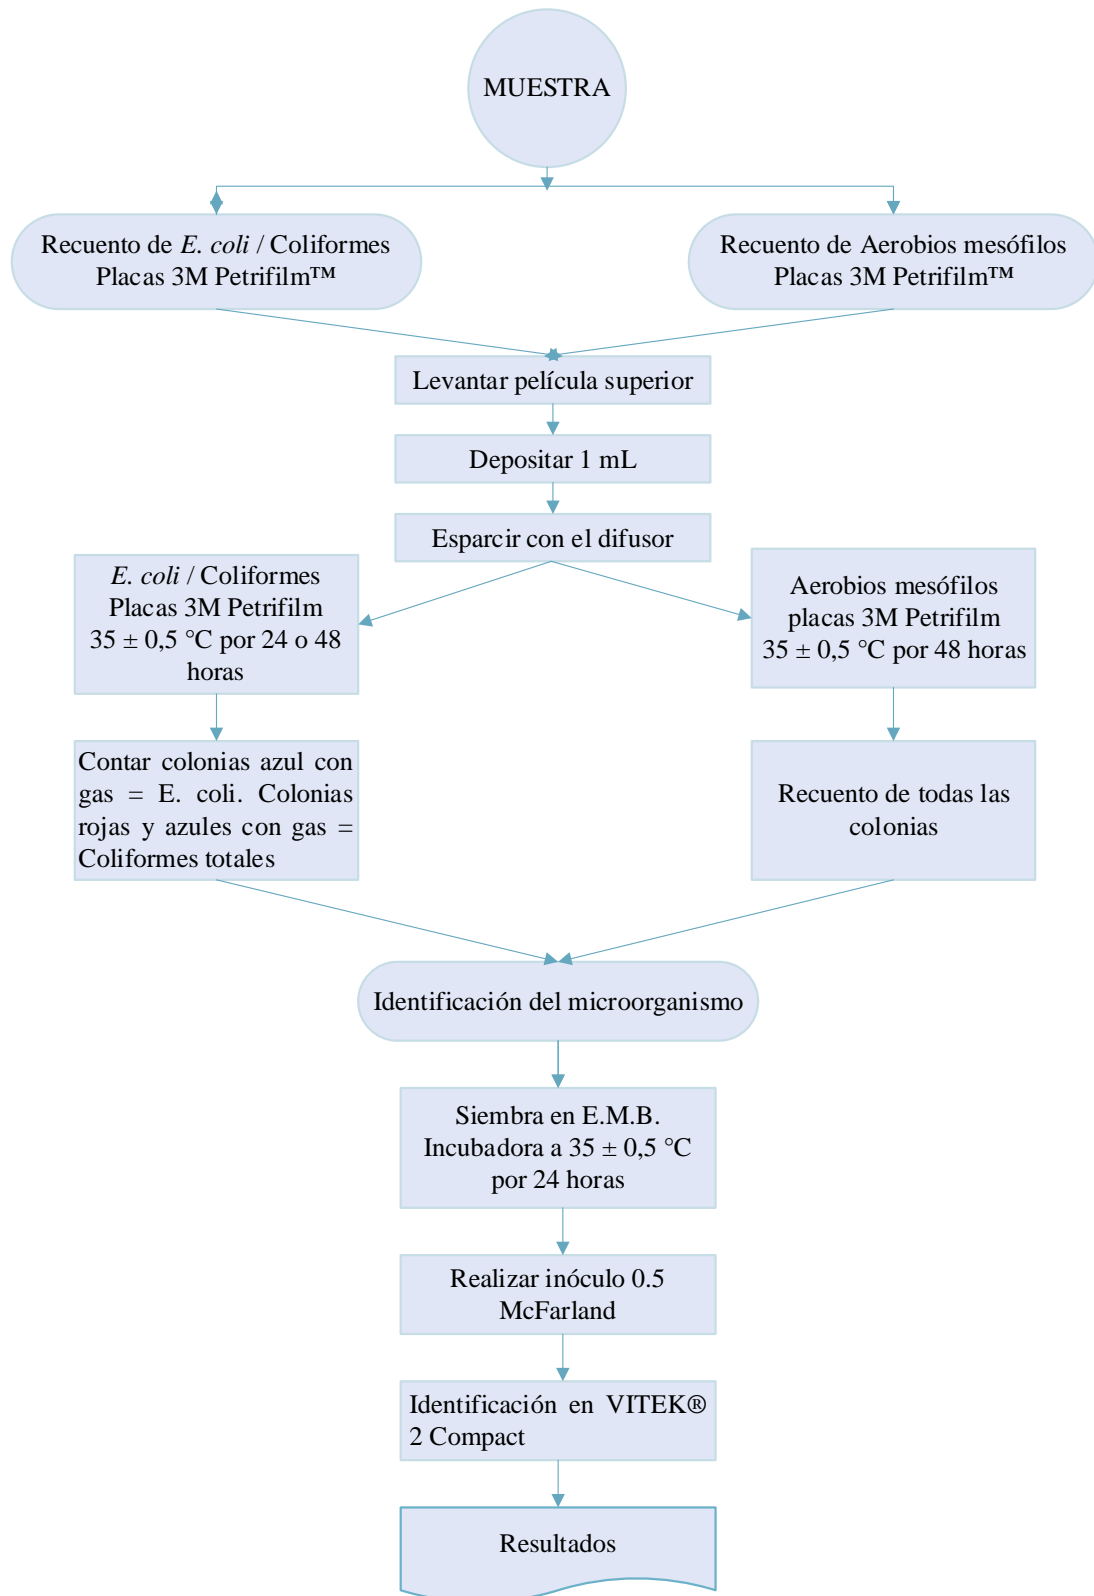 MUESTRA
Recuento de E. coli / Coliformes
Placas 3M Petrifilm™
Recuento de Aerobios mesófilos
Placas 3M Petrifilm™
Levantar película superior
Depositar 1 mL
Esparcir con el difusor
E. coli / Coliformes
Placas 3M Petrifilm
35 ± 0,5 °C por 24 o 48
horas
Aerobios mesófilos
placas 3M Petrifilm
35 ± 0,5 °C por 48 horas
Contar colonias azul con
gas = E. coli. Colonias
rojas y azules con gas =
Coliformes totales
Recuento de todas las
colonias
Identificación del microorganismo
Siembra en E.M.B.
Incubadora a 35 ± 0,5 °C
por 24 horas
Realizar inóculo 0.5
McFarland
Identificación en VITEK®
2 Compact
Resultados